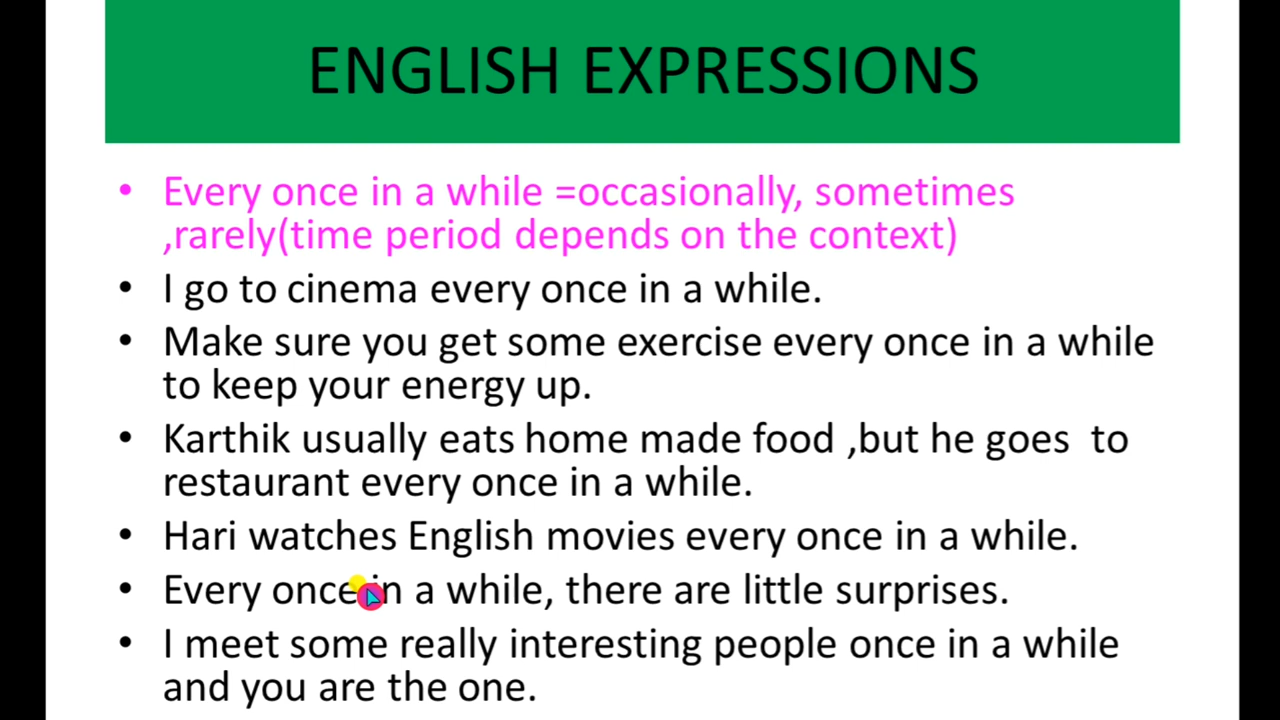 ENGLISH EXPRESSIONS
• Every once in a while =occasionally, sometimes
,rarely(time period depends on the context)
• I go to cinema every once in a while.
• Make sure you get some exercise every once in a while
to keep your energy up.
• Karthik usually eats home made food ,but he goes  to
restaurant every once in a while.
• Hari watches English movies every once in a while.
• Every once in a while, there are little surprises.
• I meet some really interesting people once in a while
and you are the one.